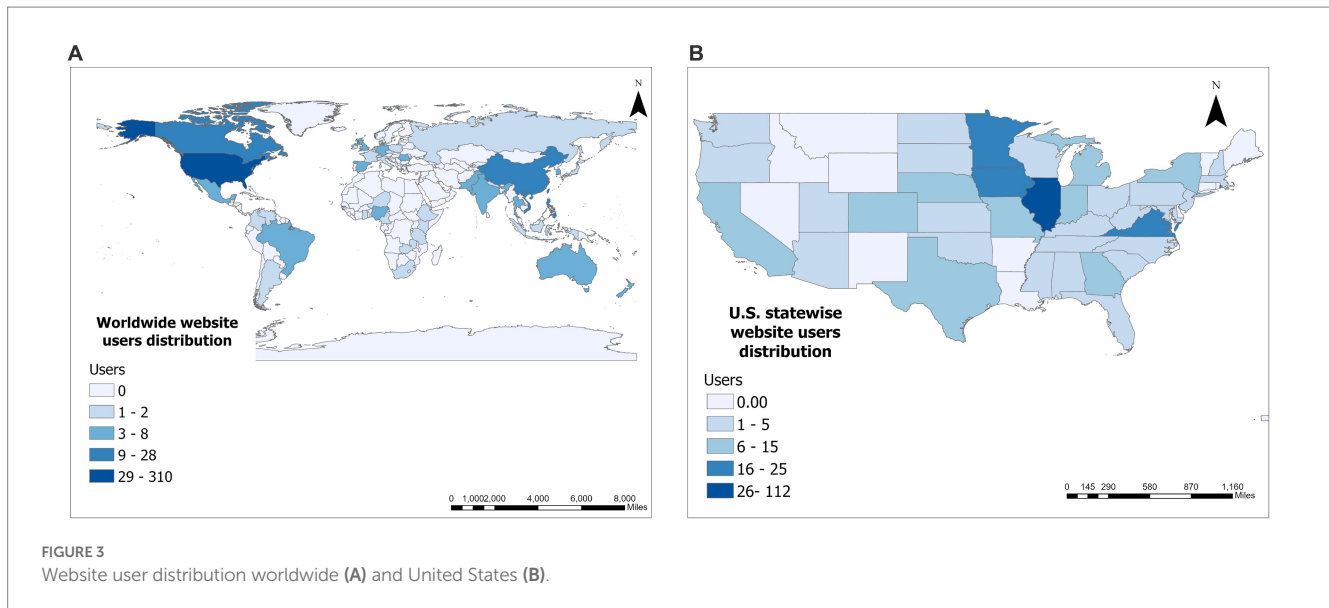 A
N
Worldwide website
users distribution
Users
0
1 - 2
3 - 8
9 - 28
29 - 310
0 1,000 2,000 4,000 6,000 8,000
Miles
B
N
U.S. statewise
website users
distribution
Users
0.00
1 - 5
6 - 15
16 - 25
26- 112
0 145 290 580 870 1,160
Miles
FIGURE 3
Website user distribution worldwide (A) and United States (B).